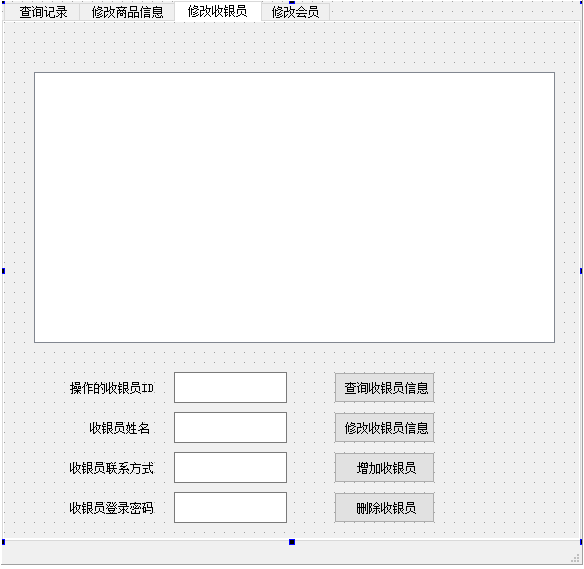 查询记录 修改商品信息 修改收银员 修改会员
操作的收银员ID 查询收银员信息
收银员姓名 修改收银员信息
收银员联系方式 增加收银员
收银员登录密码 删除收银员